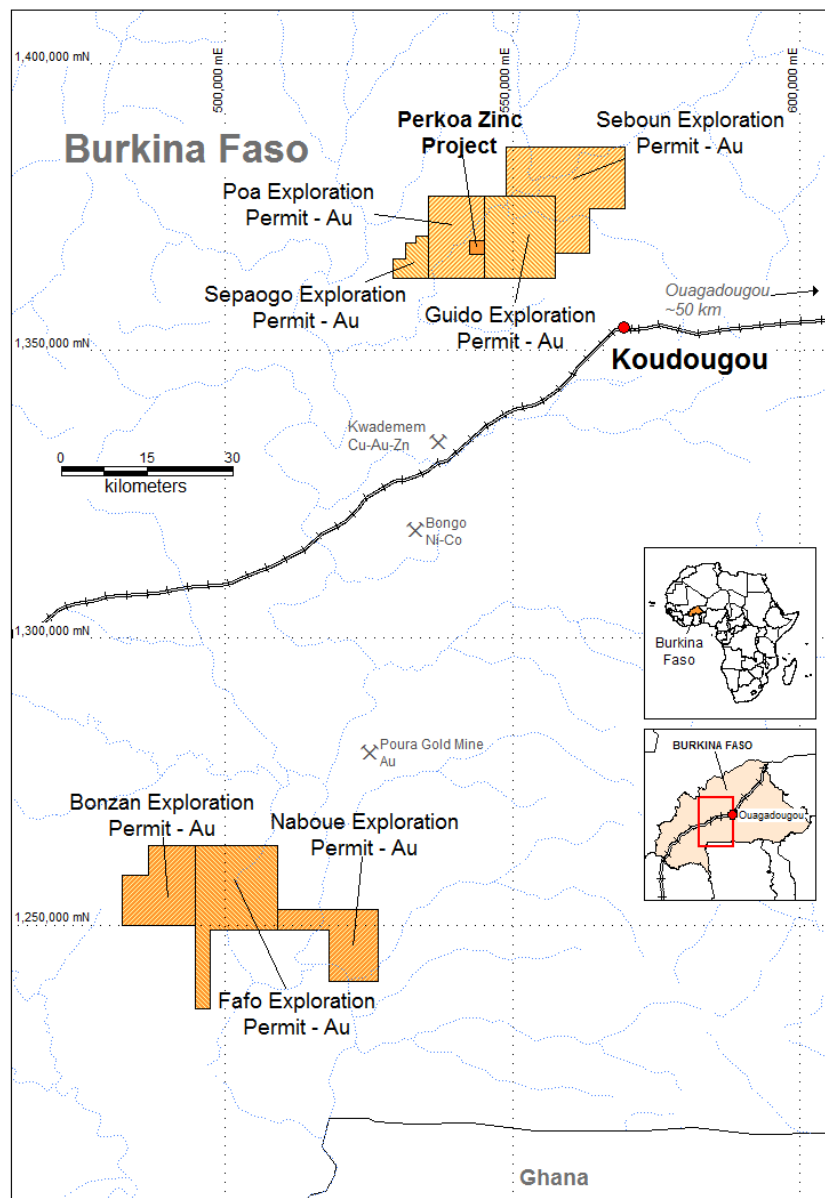 1,400,000 mN
500,000 mE
550,000 mE
600,000 mE
Burkina Faso
Perkoa Zinc
Project
Seboun Exploration
Permit - Au
Poa Exploration
Permit - Au
Sepaogo Exploration
Permit - Au
Guido Exploration
Permit - Au
Ouagadougou
~50 km
1,350,000 mN
Koudougou
Kwademem
Cu-Au-Zn
0 15 30
kilometers
Bongo
Ni-Co
1,300,000 mN
Burkina
Faso
Poura Gold Mine
Au
BURKINA FASO
Ouagadougou
Bonzan Exploration
Permit - Au
Naboue Exploration
Permit - Au
1,250,000 mN
Fafo Exploration
Permit - Au
Ghana